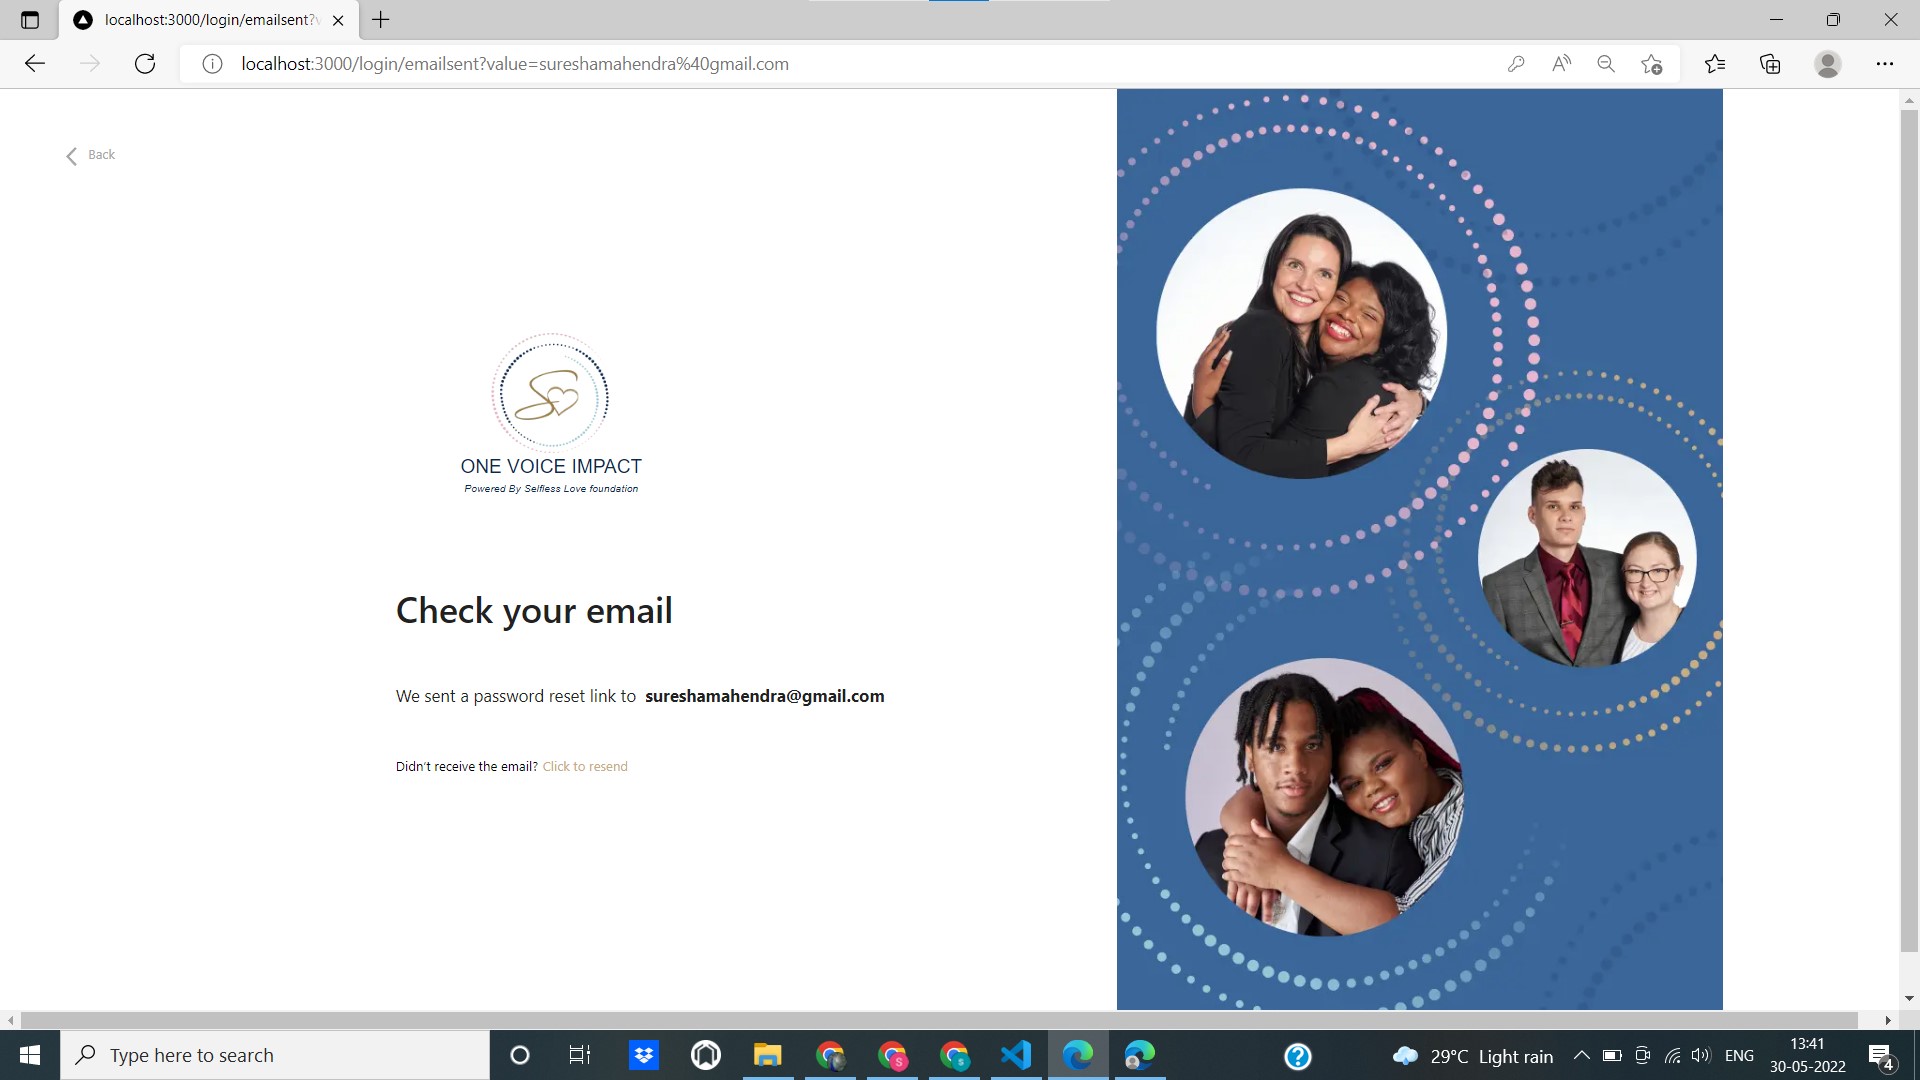 localhost:3000/login/emailsent?v
localhost:3000/login/emailsent?value=sureshamahendra%40gmail.com
Back
ONE VOICE IMPACT
Powered By Selfless Love foundation
Check your email
We sent a password reset link to sureshamahendra@gmail.com
Didn't receive the email? Click to resend
Type here to search
29°C Light rain
ENG
13:41
30-05-2022
4